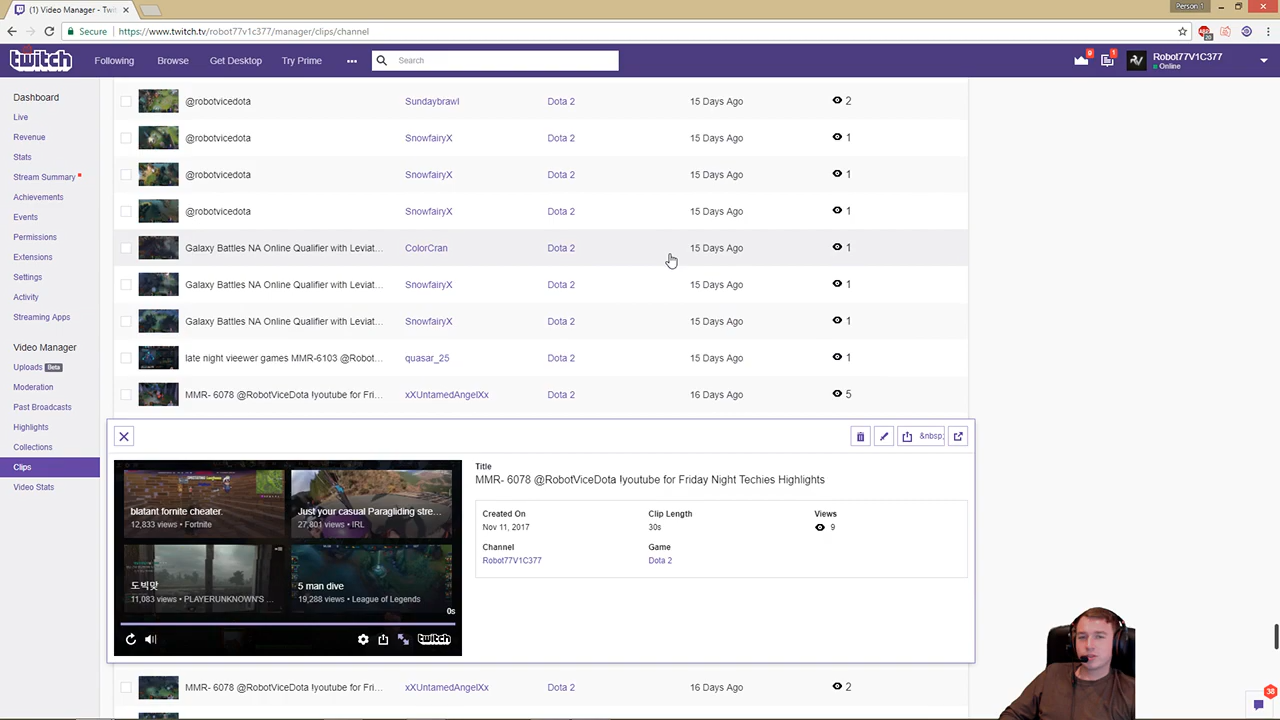 (1) Video Manager - Twitch
Person 1
Secure https://www.twitch.tv/robot77v1c377/manager/clips/channel
20
twitch Following Browse Get Desktop Try Prime Search 1 Robot77V1C377
Online
Dashboard
Live
Revenue
Stats
Stream Summary
Achievements
Events
Permissions
Extensions
Settings
Activity
Streaming Apps
Video Manager
Uploads Beta
Moderation
Past Broadcasts
Highlights
Collections
Clips
Video Stats
@robotvicedota Sundaybrawl Dota 2 15 Days Ago 2
@robotvicedota SnowfairyX Dota 2 15 Days Ago 1
@robotvicedota SnowfairyX Dota 2 15 Days Ago 1
@robotvicedota SnowfairyX Dota 2 15 Days Ago 1
Galaxy Battles NA Online Qualifier with Leviat... ColorCran Dota 2 15 Days Ago 1
Galaxy Battles NA Online Qualifier with Leviat... SnowfairyX Dota 2 15 Days Ago 1
Galaxy Battles NA Online Qualifier with Leviat... SnowfairyX Dota 2 15 Days Ago 1
late night vieewer games MMR-6103 @Robot... quasar_25 Dota 2 15 Days Ago 1
MMR- 6078 @RobotViceDota !youtube for Fri... xXUntamedAngelXx Dota 2 16 Days Ago 5
&nbsp;
blatant fornite cheater.
12,833 views • Fortnite
Just your casual Paragliding stre...
27,801 views • IRL
도빅맛
11,083 views • PLAYERUNKNOWN'S ...
5 man dive
19,288 views • League of Legends
0s
twitch
Title
MMR- 6078 @RobotViceDota !youtube for Friday Night Techies Highlights
Created On Clip Length Views
Nov 11, 2017 30s 9
Channel Game
Robot77V1C377 Dota 2
MMR- 6078 @RobotViceDota !youtube for Fri... xXUntamedAngelXx Dota 2 16 Days Ago 2
38